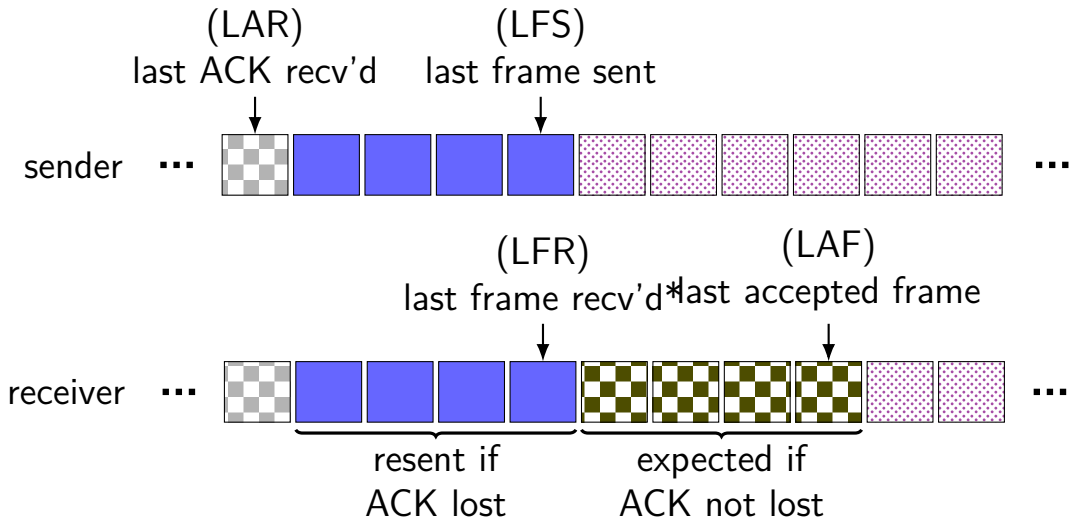 (LAR) (LFS)
last ACK recv'd last frame sent
sender ... ...
(LFR) (LAF)
last frame recv'd* last accepted frame
receiver ... ...
resent if expected if
ACK lost ACK not lost